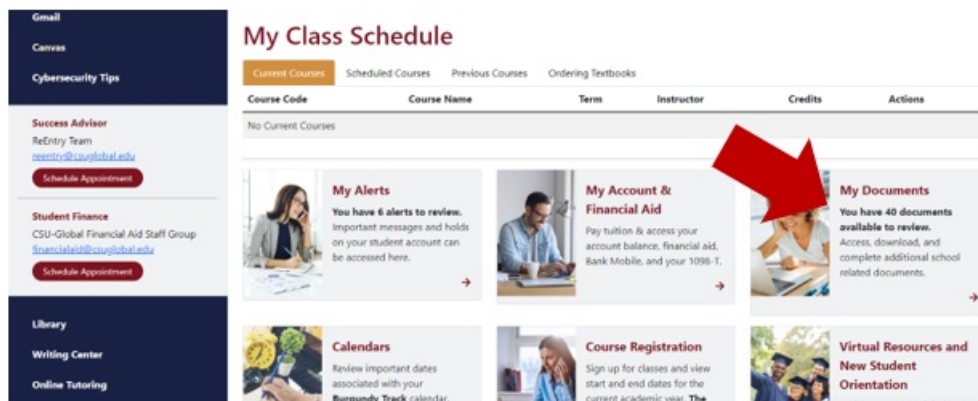 Gmail
Canvas
Cybersecurity Tips
Success Advisor
ReEntry Team
reentry@csuglobal.edu
Schedule Appointment
Student Finance
CSU-Global Financial Aid Staff Group
financialaid@csuglobal.edu
Schedule Appointment
Library
Writing Center
Online Tutoring
My Class Schedule
Current Courses Scheduled Courses Previous Courses Ordering Textbooks
Course Code Course Name Term Instructor Credits Actions
No Current Courses
My Alerts
You have 6 alerts to review.
Important messages and holds
on your student account can
be accessed here.
My Account &
Financial Aid
Pay tuition & access your
account balance, financial aid,
Bank Mobile, and your 1098-T.
My Documents
You have 40 documents
available to review.
Access, download, and
complete additional school
related documents.
Calendars
Review important dates
associated with your
Burgundy Track calendar.
Course Registration
Sign up for classes and view
start and end dates for the
current academic year. The
Virtual Resources and
New Student
Orientation